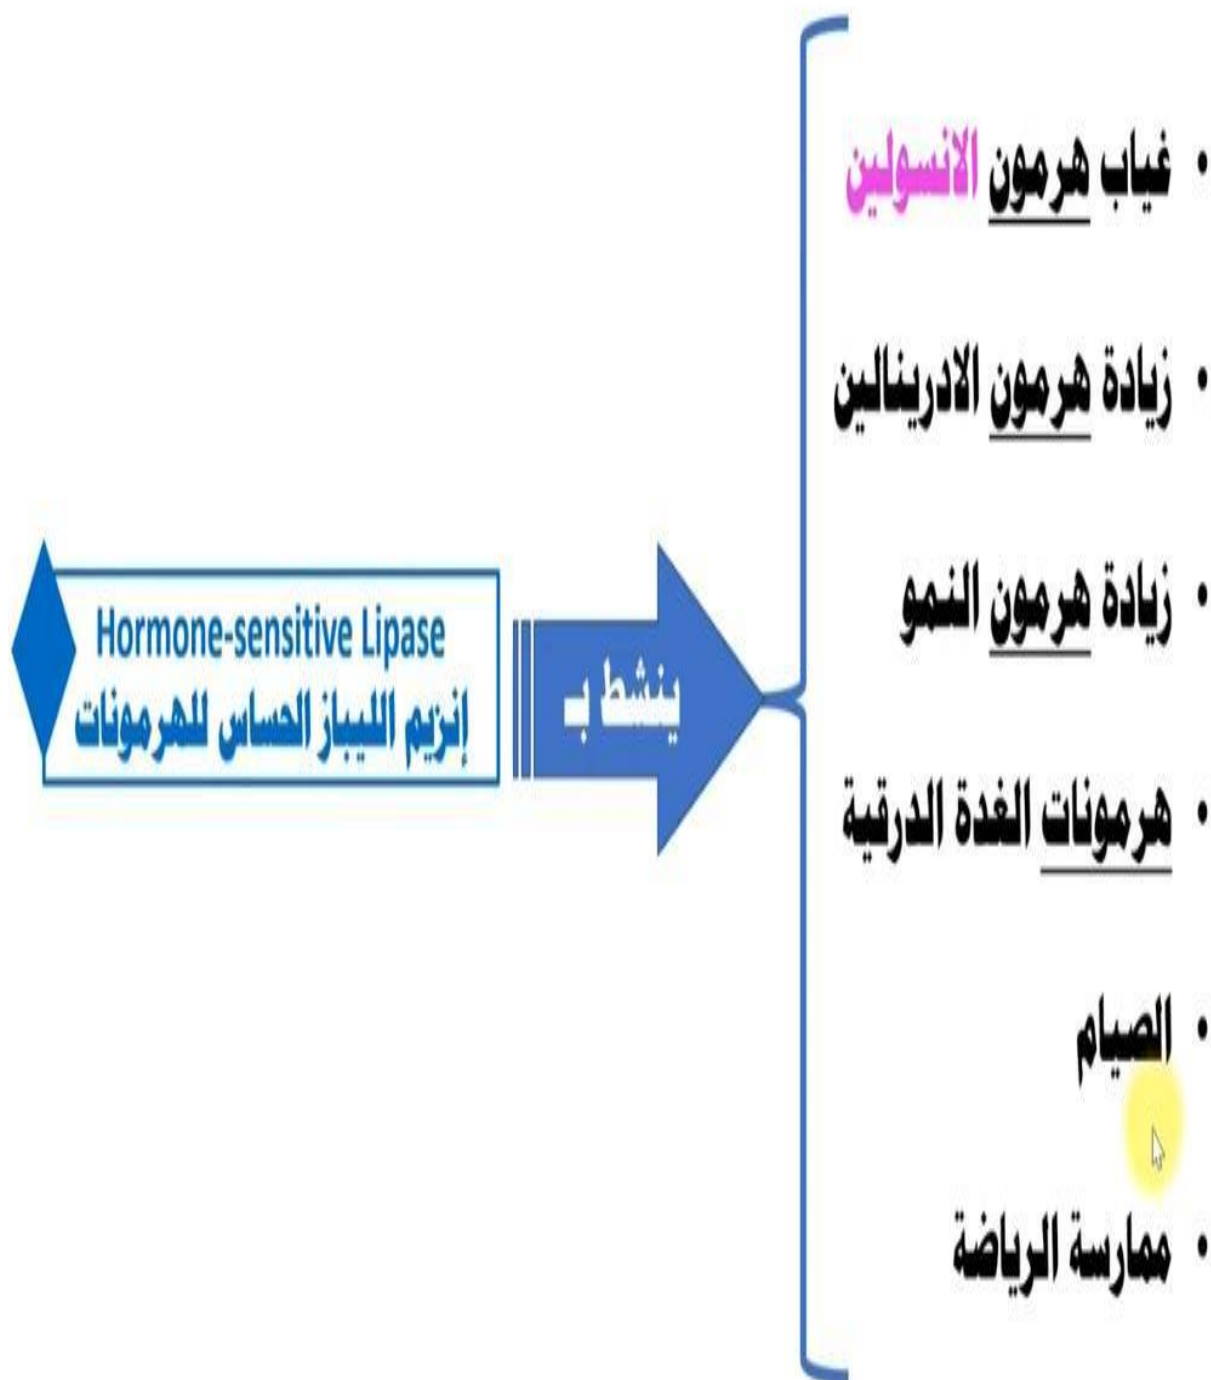 Hormone-sensitive Lipase
إنزيم الليباز الحساس للهرمونات
ينشط بـ
• غياب هرمون الانسولين
• زيادة هرمون الادرينالين
• زيادة هرمون النمو
• هرمونات الغدة الدرقية
• الصيام
• ممارسة الرياضة